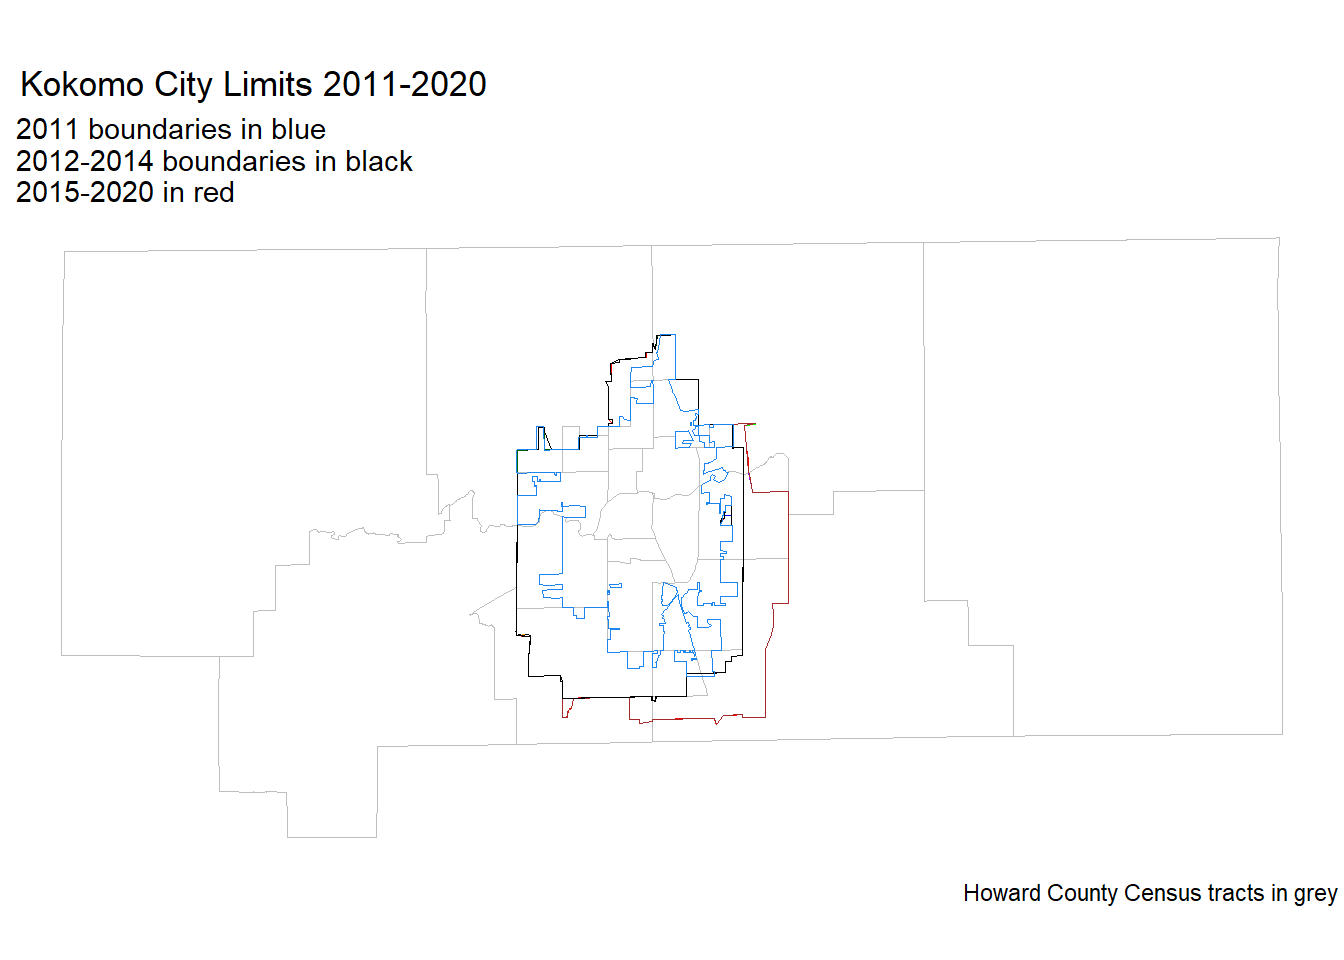 Kokomo City Limits 2011-2020
2011 boundaries in blue
2012-2014 boundaries in black
2015-2020 in red
Howard County Census tracts in grey